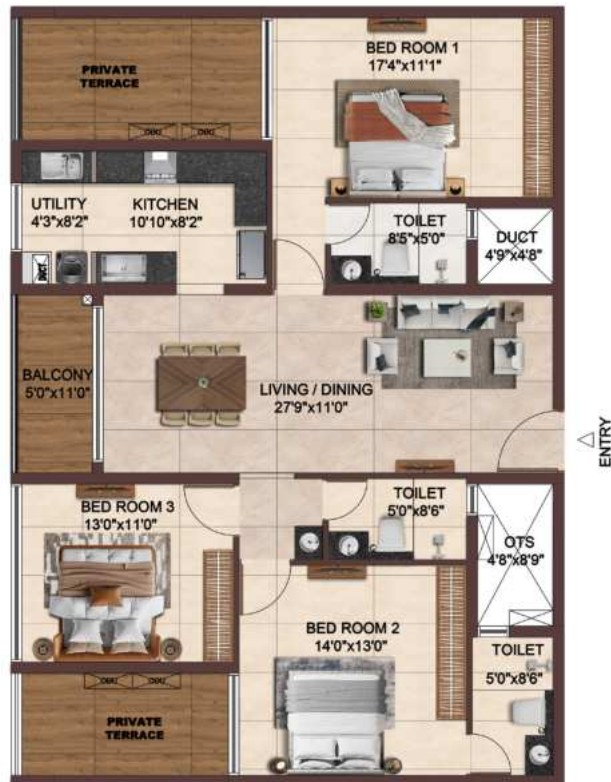 PRIVATE
TERRACE
BED ROOM 1
17'4"x11'1"
UTILITY
4'3"x8'2"
KITCHEN
10'10"x8'2"
TOILET
8'5"x5'0"
DUCT
4'9"x4'8"
DUCT
BALCONY
5'0"x11'0"
LIVING / DINING
27'9"x11'0"
ENTRY
BED ROOM 3
13'0"x11'0"
TOILET
5'0"x8'6"
OTS
4'8"x8'9"
BED ROOM 2
14'0"x13'0"
TOILET
5'0"x8'6"
PRIVATE
TERRACE